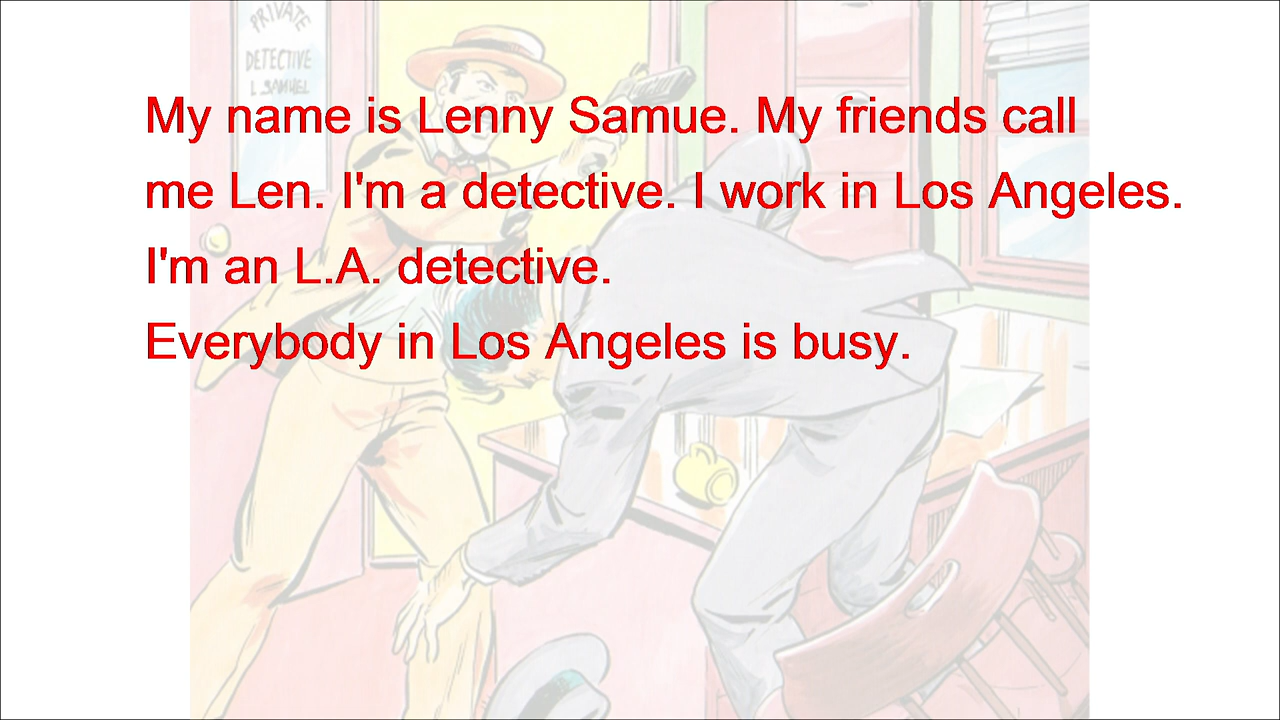 PRIVATE
DETECTIVE
L. SAMUEL
My name is Lenny Samue. My friends call
me Len. I'm a detective. I work in Los Angeles.
I'm an L.A. detective.
Everybody in Los Angeles is busy.